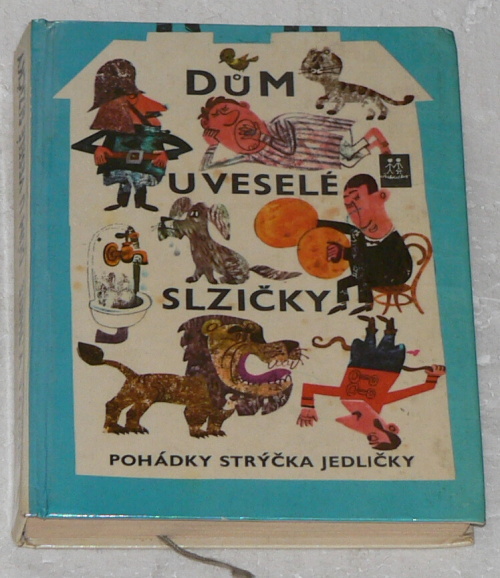 DŮM
U VESELÉ
SLZIČKY
POHÁDKY STRÝČKA JEDLIČKY